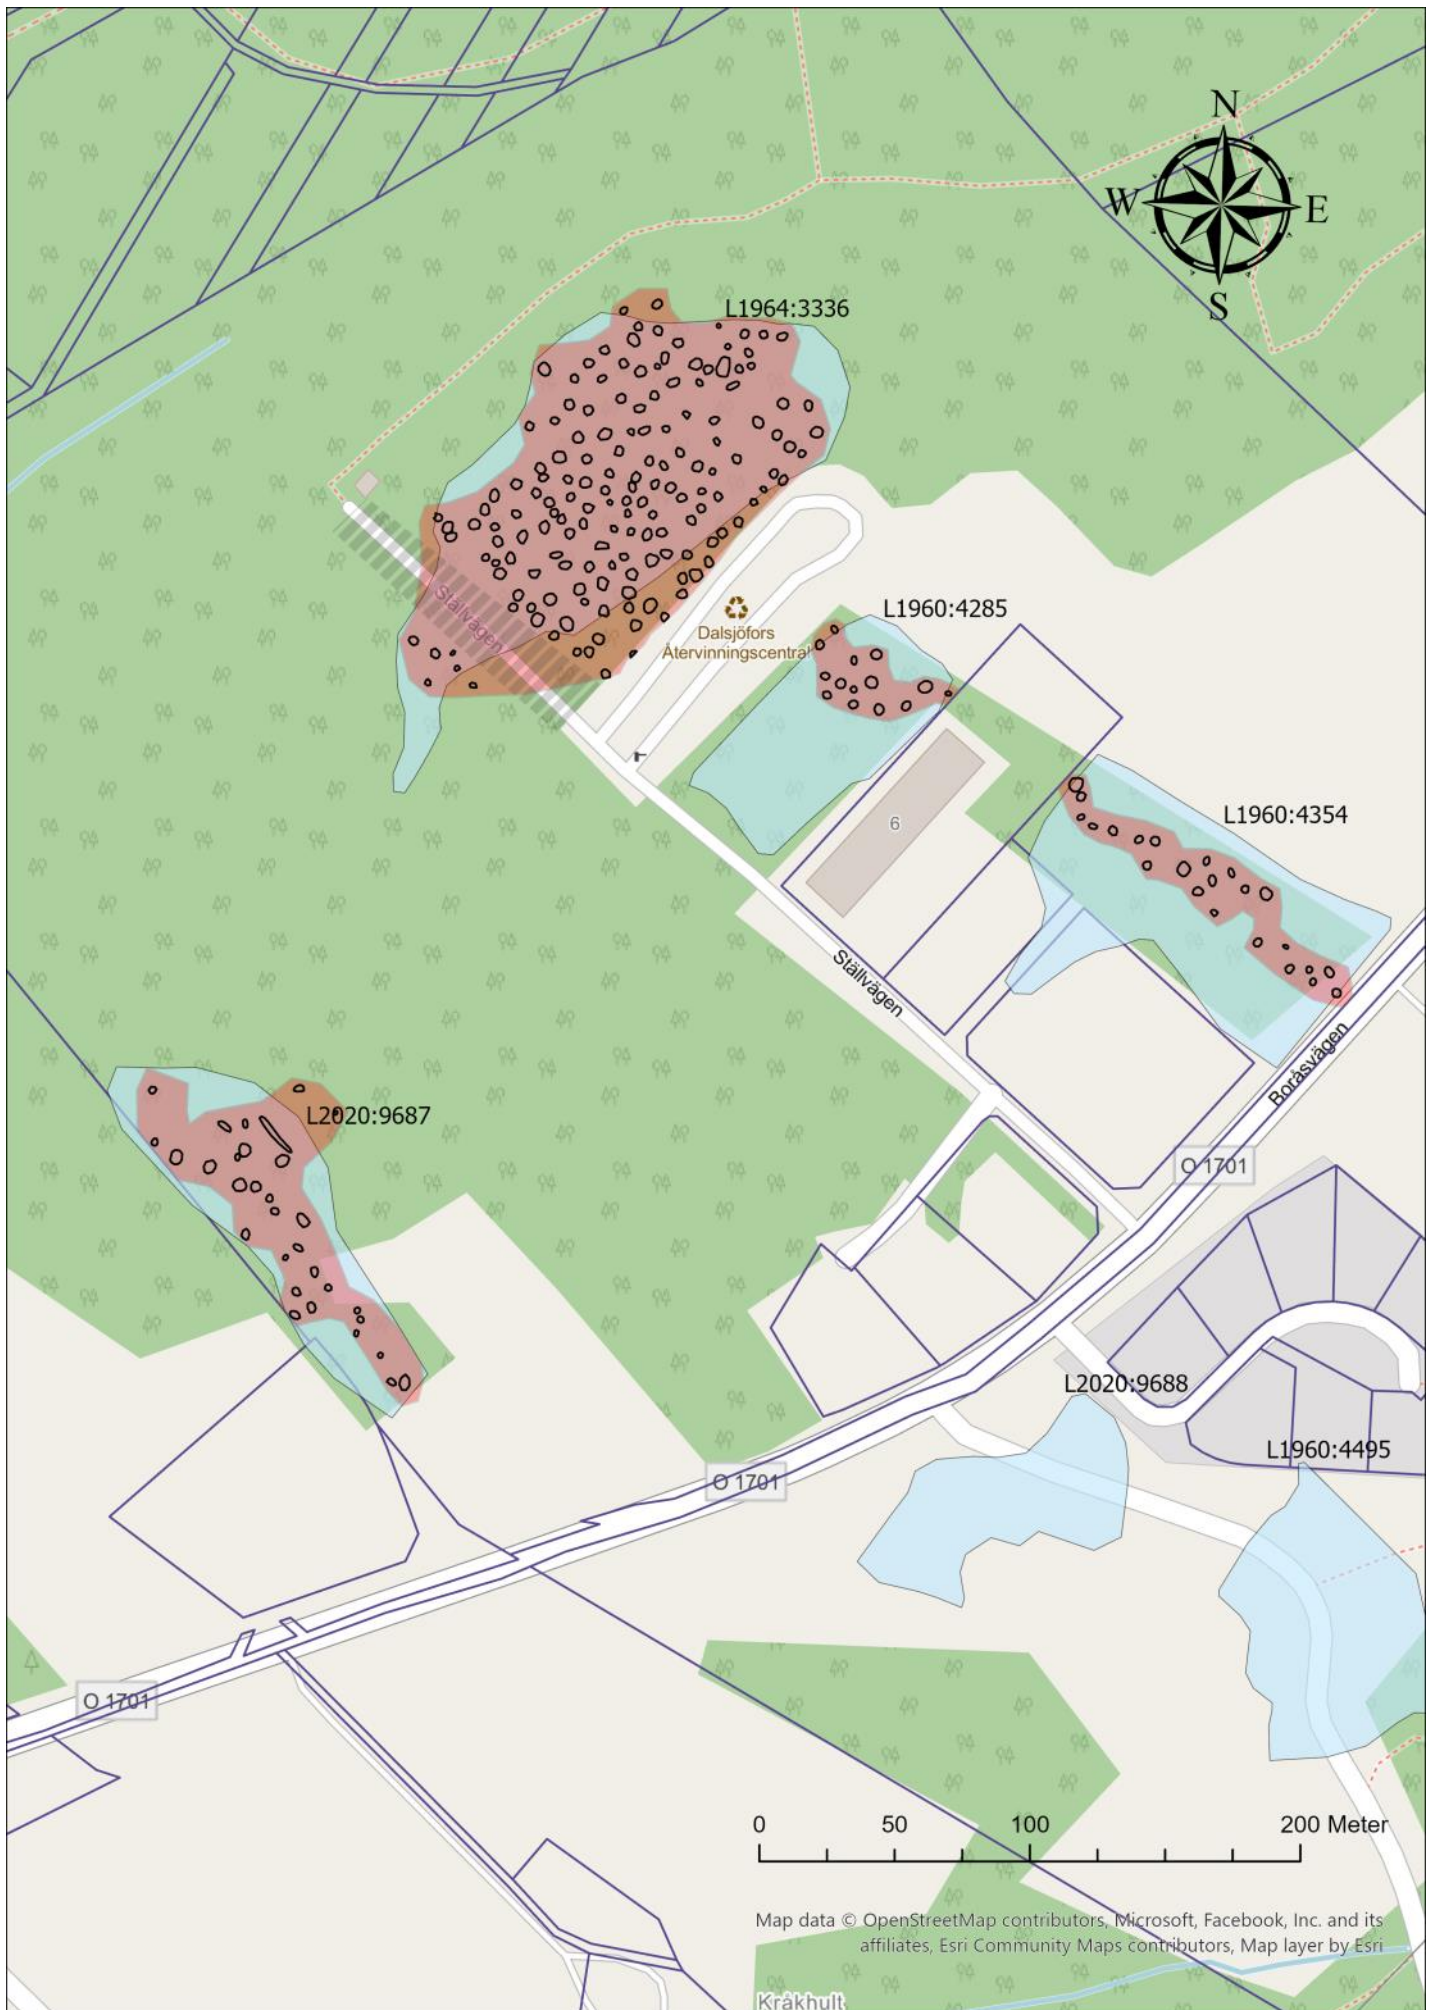 N
W
E
S
L1964:3336
Ställvägen
Dalsjöfors
Återvinningscentral
L1960:4285
L1960:4354
6
Ställvägen
Boråsvägen
L2020:9687
O 1701
L2020:9688
L1960:4495
O 1701
O 1701
0 50 100 200 Meter
Map data © OpenStreetMap contributors, Microsoft, Facebook, Inc. and its
affiliates, Esri Community Maps contributors, Map layer by Esri
Kråkhult